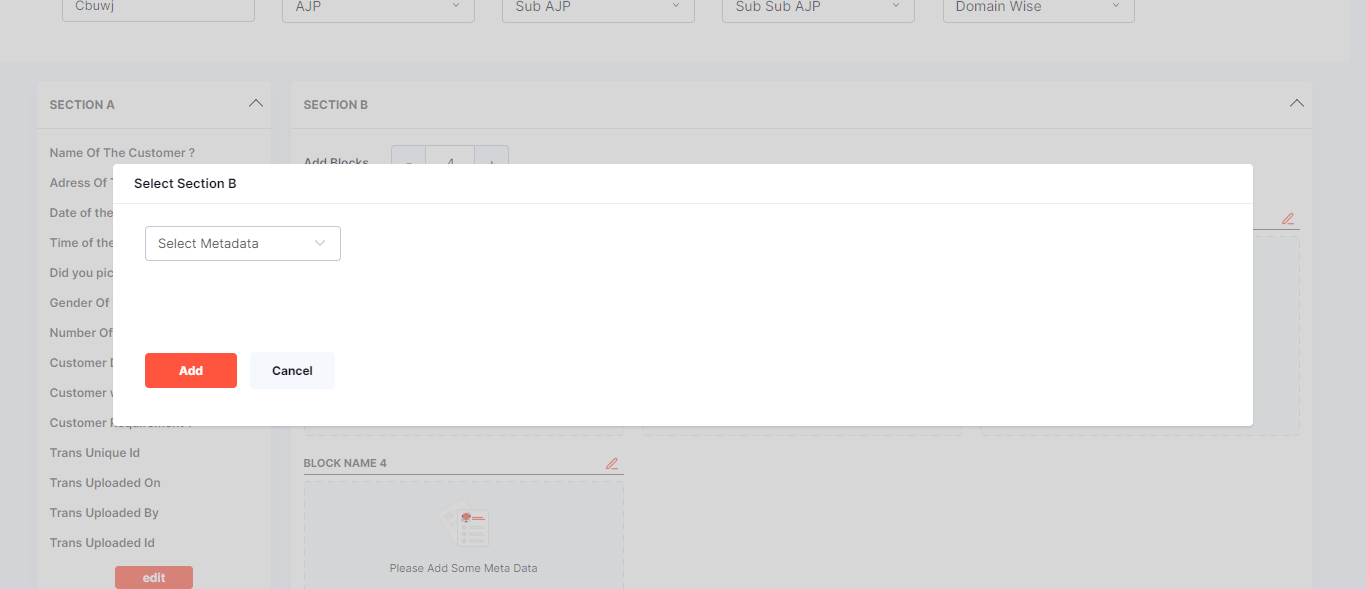 Cbuwj
AJP
Sub AJP
Sub Sub AJP
Domain Wise
SECTION A
Name Of The Customer ?
Adress Of
Date of the
Time of the
Did you pic
Gender Of
Number Of
Customer
Customer
Customer Requirement ?
Trans Unique Id
Trans Uploaded On
Trans Uploaded By
Trans Uploaded Id
edit
SECTION B
Add Blocks - 4 +
Select Section B
Select Metadata
Add
Cancel
BLOCK NAME 4
Please Add Some Meta Data